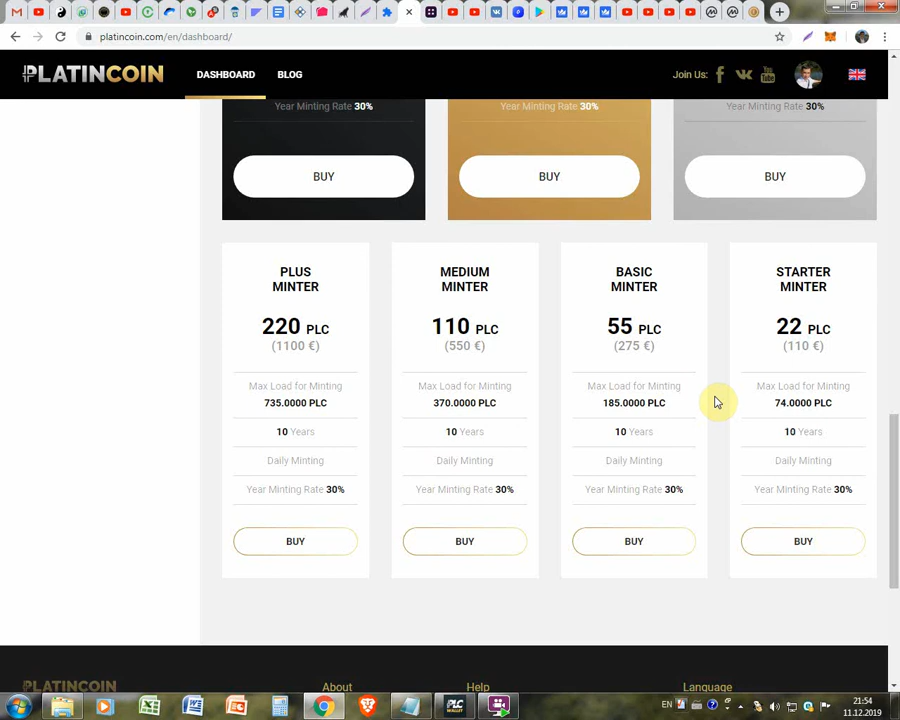 platincoin.com/en/dashboard/
PLATINCOIN
DASHBOARD
BLOG
Join Us:
You
Tube
Year Minting Rate 30%
Year Minting Rate 30%
Year Minting Rate 30%
BUY
BUY
BUY
PLUS
MINTER
220 PLC
(1100 €)
Max Load for Minting
735.0000 PLC
10 Years
Daily Minting
Year Minting Rate 30%
BUY
MEDIUM
MINTER
110 PLC
(550 €)
Max Load for Minting
370.0000 PLC
10 Years
Daily Minting
Year Minting Rate 30%
BUY
BASIC
MINTER
55 PLC
(275 €)
Max Load for Minting
185.0000 PLC
10 Years
Daily Minting
Year Minting Rate 30%
BUY
STARTER
MINTER
22 PLC
(110 €)
Max Load for Minting
74.0000 PLC
10 Years
Daily Minting
Year Minting Rate 30%
BUY
PLATINCOIN
About
Help
Language
PLC
EN
21:54
11.12.2019